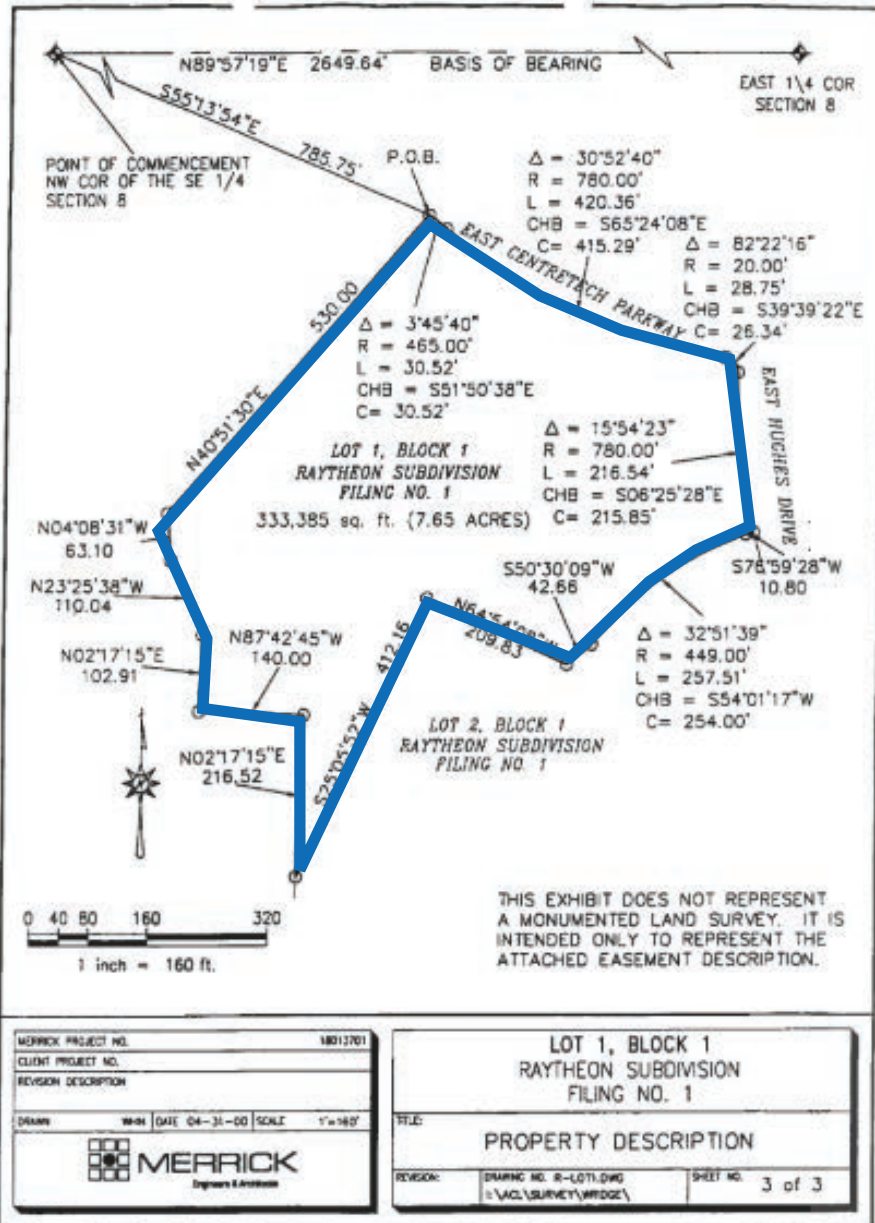 N89°57'19"E 2649.64' BASIS OF BEARING
EAST 1\4 COR
SECTION 8
S55°13'54"E
785.75'
POINT OF COMMENCEMENT
NW COR OF THE SE 1/4
SECTION 8
P.O.B.
Δ = 30°52'40"
R = 780.00'
L = 420.36'
CHB = S65°24'08"E
C= 415.29'
EAST CENTRETECH PARKWAY
Δ = 82°22'16"
R = 20.00'
L = 28.75'
CHB = S39°39'22"E
C= 26.34'
530.00
N40°51'30"E
Δ = 3°45'40"
R = 465.00'
L = 30.52'
CHB = S51°50'38"E
C= 30.52'
EAST HUGHES DRIVE
Δ = 15°54'23"
R = 780.00'
L = 216.54'
CHB = S06°25'28"E
C= 215.85'
LOT 1, BLOCK 1
RAYTHEON SUBDIVISION
FILING NO. 1
333,385 sq. ft. (7.65 ACRES)
N04°08'31"W
63.10
N23°25'38"W
110.04
N02°17'15"E
102.91
N87°42'45"W
140.00
N02°17'15"E
216.52
S25°05'52"W 412.16
209.83
S50°30'09"W
42.66
10.80
Δ = 32°51'39"
R = 449.00'
L = 257.51'
CHB = S54°01'17"W
C= 254.00'
LOT 2, BLOCK 1
RAYTHEON SUBDIVISION
FILING NO. 1
0 40 80 160 320
1 inch = 160 ft.
THIS EXHIBIT DOES NOT REPRESENT
A MONUMENTED LAND SURVEY. IT IS
INTENDED ONLY TO REPRESENT THE
ATTACHED EASEMENT DESCRIPTION.
MERRICK PROJECT NO. 18013701
CLIENT PROJECT NO.
REVISION DESCRIPTION
DRAWN DATE 04-31-00 SCALE 1"=160'
MERRICK
Engineers & Architects
LOT 1, BLOCK 1
RAYTHEON SUBDIVISION
FILING NO. 1
TITLE:
PROPERTY DESCRIPTION
REVISION:
DRAWING NO. R-LOT1.DWG
SHEET NO. 3 of 3